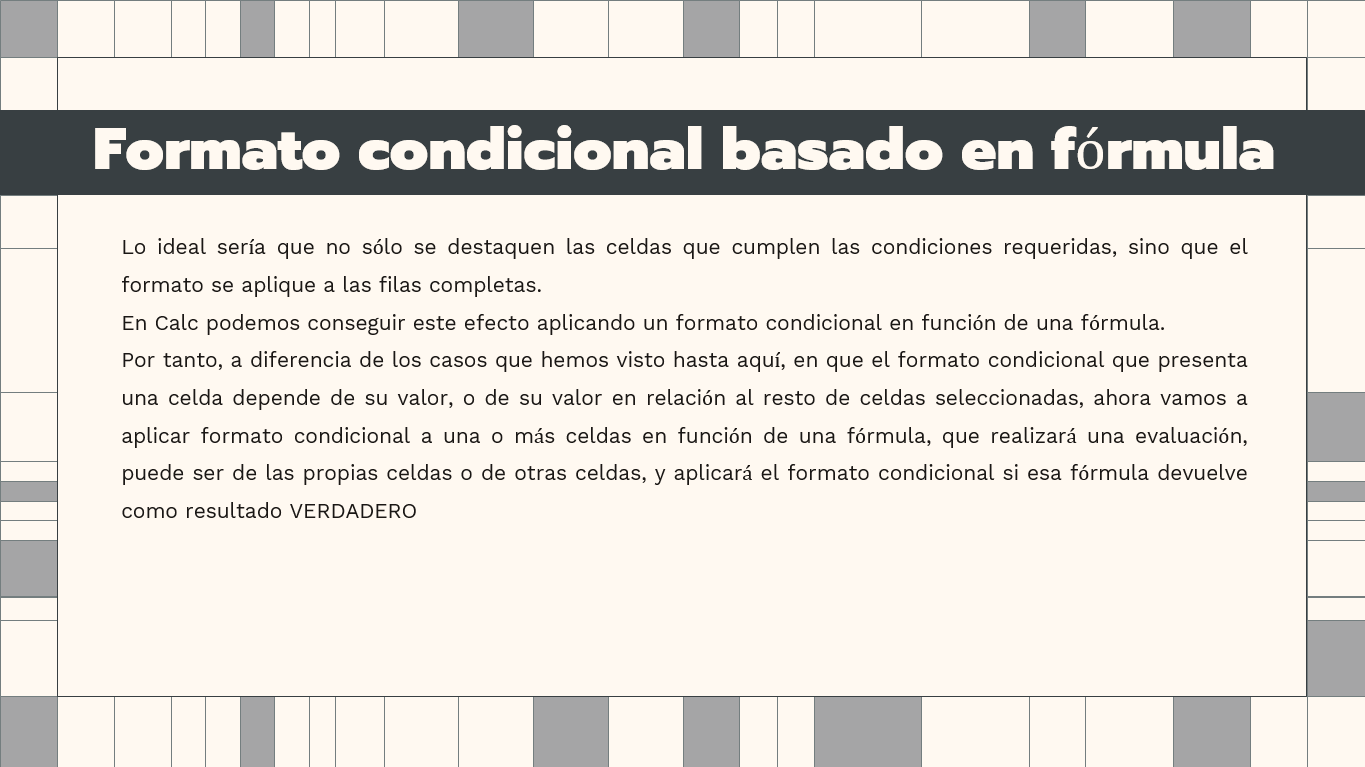 Formato condicional basado en fórmula
Lo ideal sería que no sólo se destaquen las celdas que cumplen las condiciones requeridas, sino que el
formato se aplique a las filas completas.
En Calc podemos conseguir este efecto aplicando un formato condicional en función de una fórmula.
Por tanto, a diferencia de los casos que hemos visto hasta aquí, en que el formato condicional que presenta
una celda depende de su valor, o de su valor en relación al resto de celdas seleccionadas, ahora vamos a
aplicar formato condicional a una o más celdas en función de una fórmula, que realizará una evaluación,
puede ser de las propias celdas o de otras celdas, y aplicará el formato condicional si esa fórmula devuelve
como resultado VERDADERO